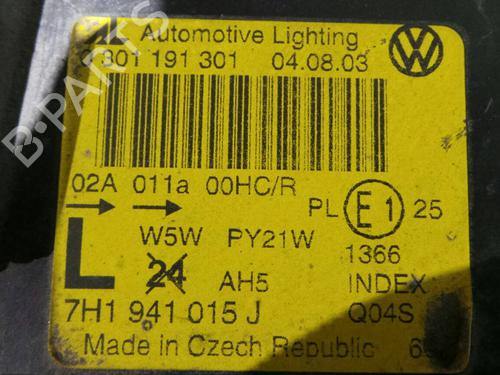 AL Automotive Lighting
301 191 301 04.08.03
02A 011a 00HC/R
PL E1 25
W5W PY21W 1366
L 24 AH5 INDEX
7H1 941 015 J Q04S
Made in Czech Republic
B-PARTS